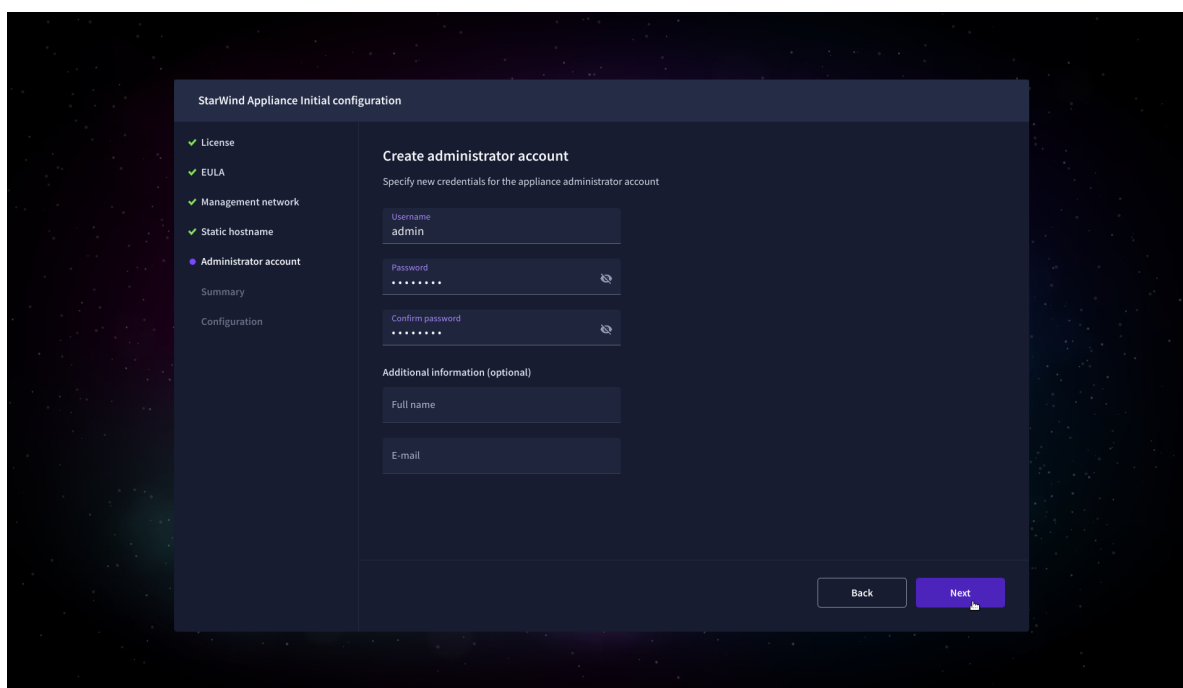 StarWind Appliance Initial configuration
License
EULA
Management network
Static hostname
Administrator account
Summary
Configuration
Create administrator account
Specify new credentials for the appliance administrator account
Username
admin
Password
••••••••
Confirm password
••••••••
Additional information (optional)
Full name
E-mail
Back
Next